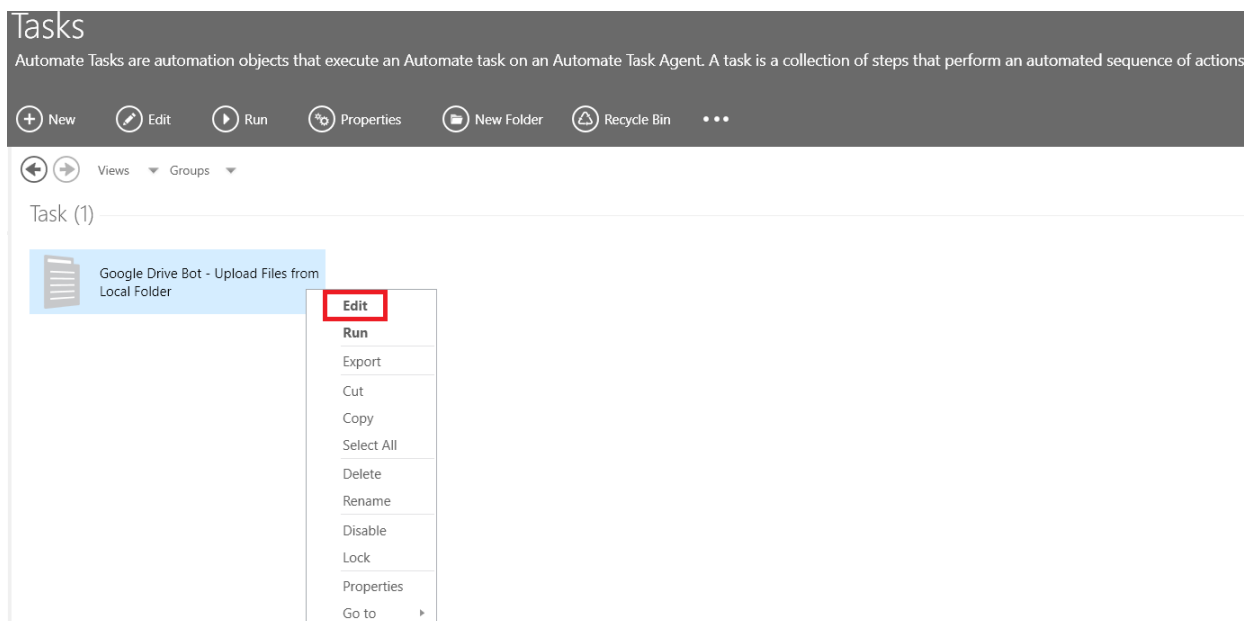 Tasks
Automate Tasks are automation objects that execute an Automate task on an Automate Task Agent. A task is a collection of steps that perform an automated sequence of actions
New Edit Run Properties New Folder Recycle Bin
Views Groups
Task (1)
Google Drive Bot - Upload Files from
Local Folder
Edit
Run
Export
Cut
Copy
Select All
Delete
Rename
Disable
Lock
Properties
Go to